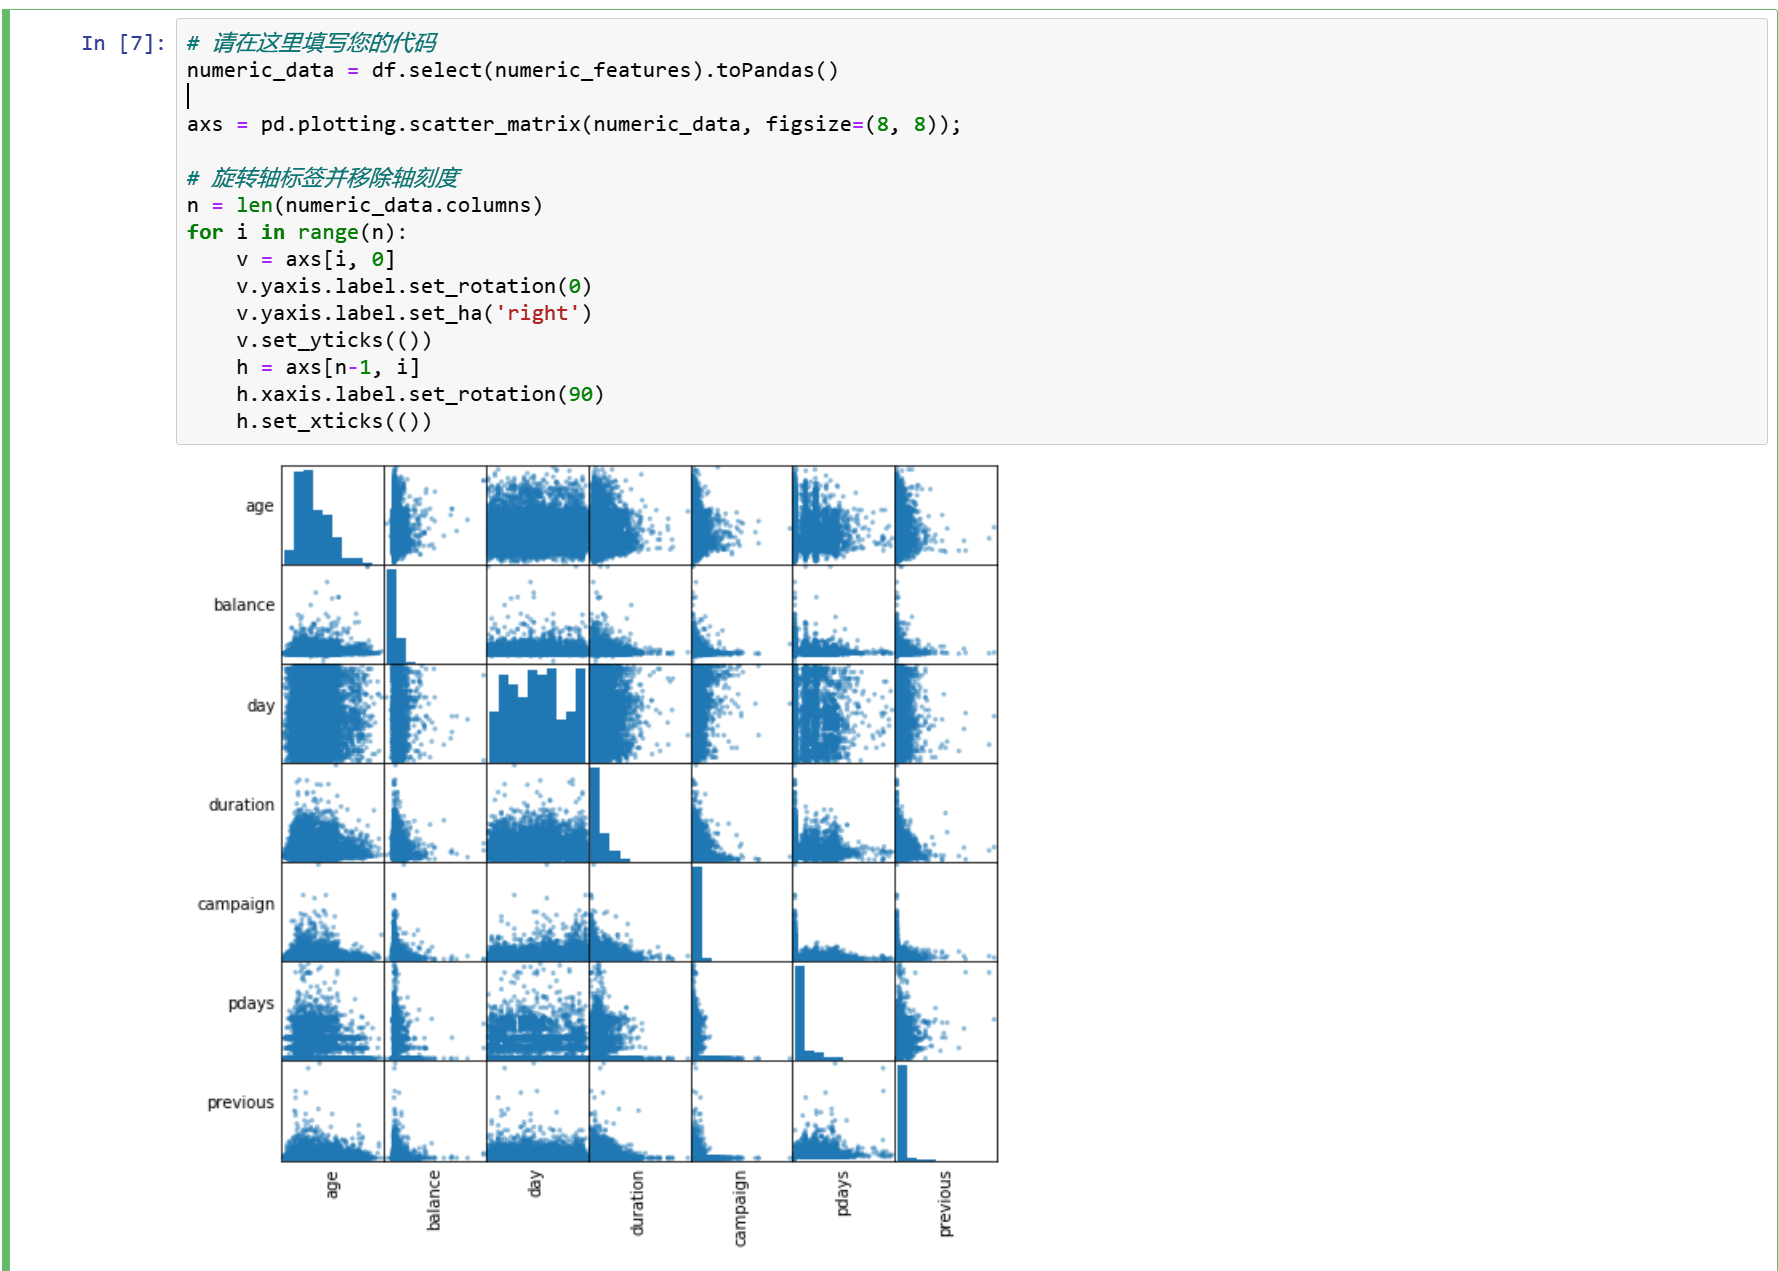 In [7]:
# 请在这里填写您的代码
numeric_data = df.select(numeric_features).toPandas()
axs = pd.plotting.scatter_matrix(numeric_data, figsize=(8, 8));
# 旋转轴标签并移除轴刻度
n = len(numeric_data.columns)
for i in range(n):
    v = axs[i, 0]
    v.yaxis.label.set_rotation(0)
    v.yaxis.label.set_ha('right')
    v.set_yticks(())
    h = axs[n-1, i]
    h.xaxis.label.set_rotation(90)
    h.set_xticks(())
age
balance
day
duration
campaign
pdays
previous
age
balance
day
duration
campaign
pdays
previous